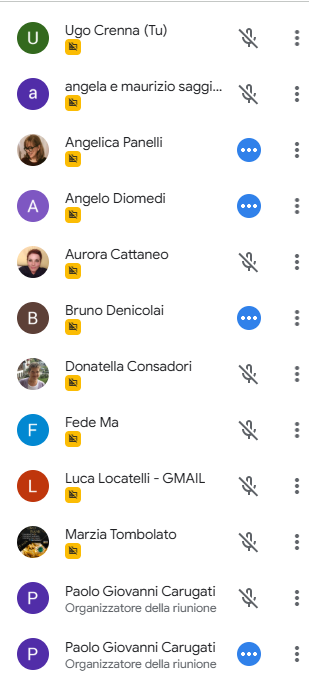 U
Ugo Crenna (Tu)
a
angela e maurizio saggi...
Angelica Panelli
A
Angelo Diomedi
Aurora Cattaneo
B
Bruno Denicolai
Donatella Consadori
F
Fede Ma
L
Luca Locatelli - GMAIL
Marzia Tombolato
P
Paolo Giovanni Carugati
Organizzatore della riunione
P
Paolo Giovanni Carugati
Organizzatore della riunione